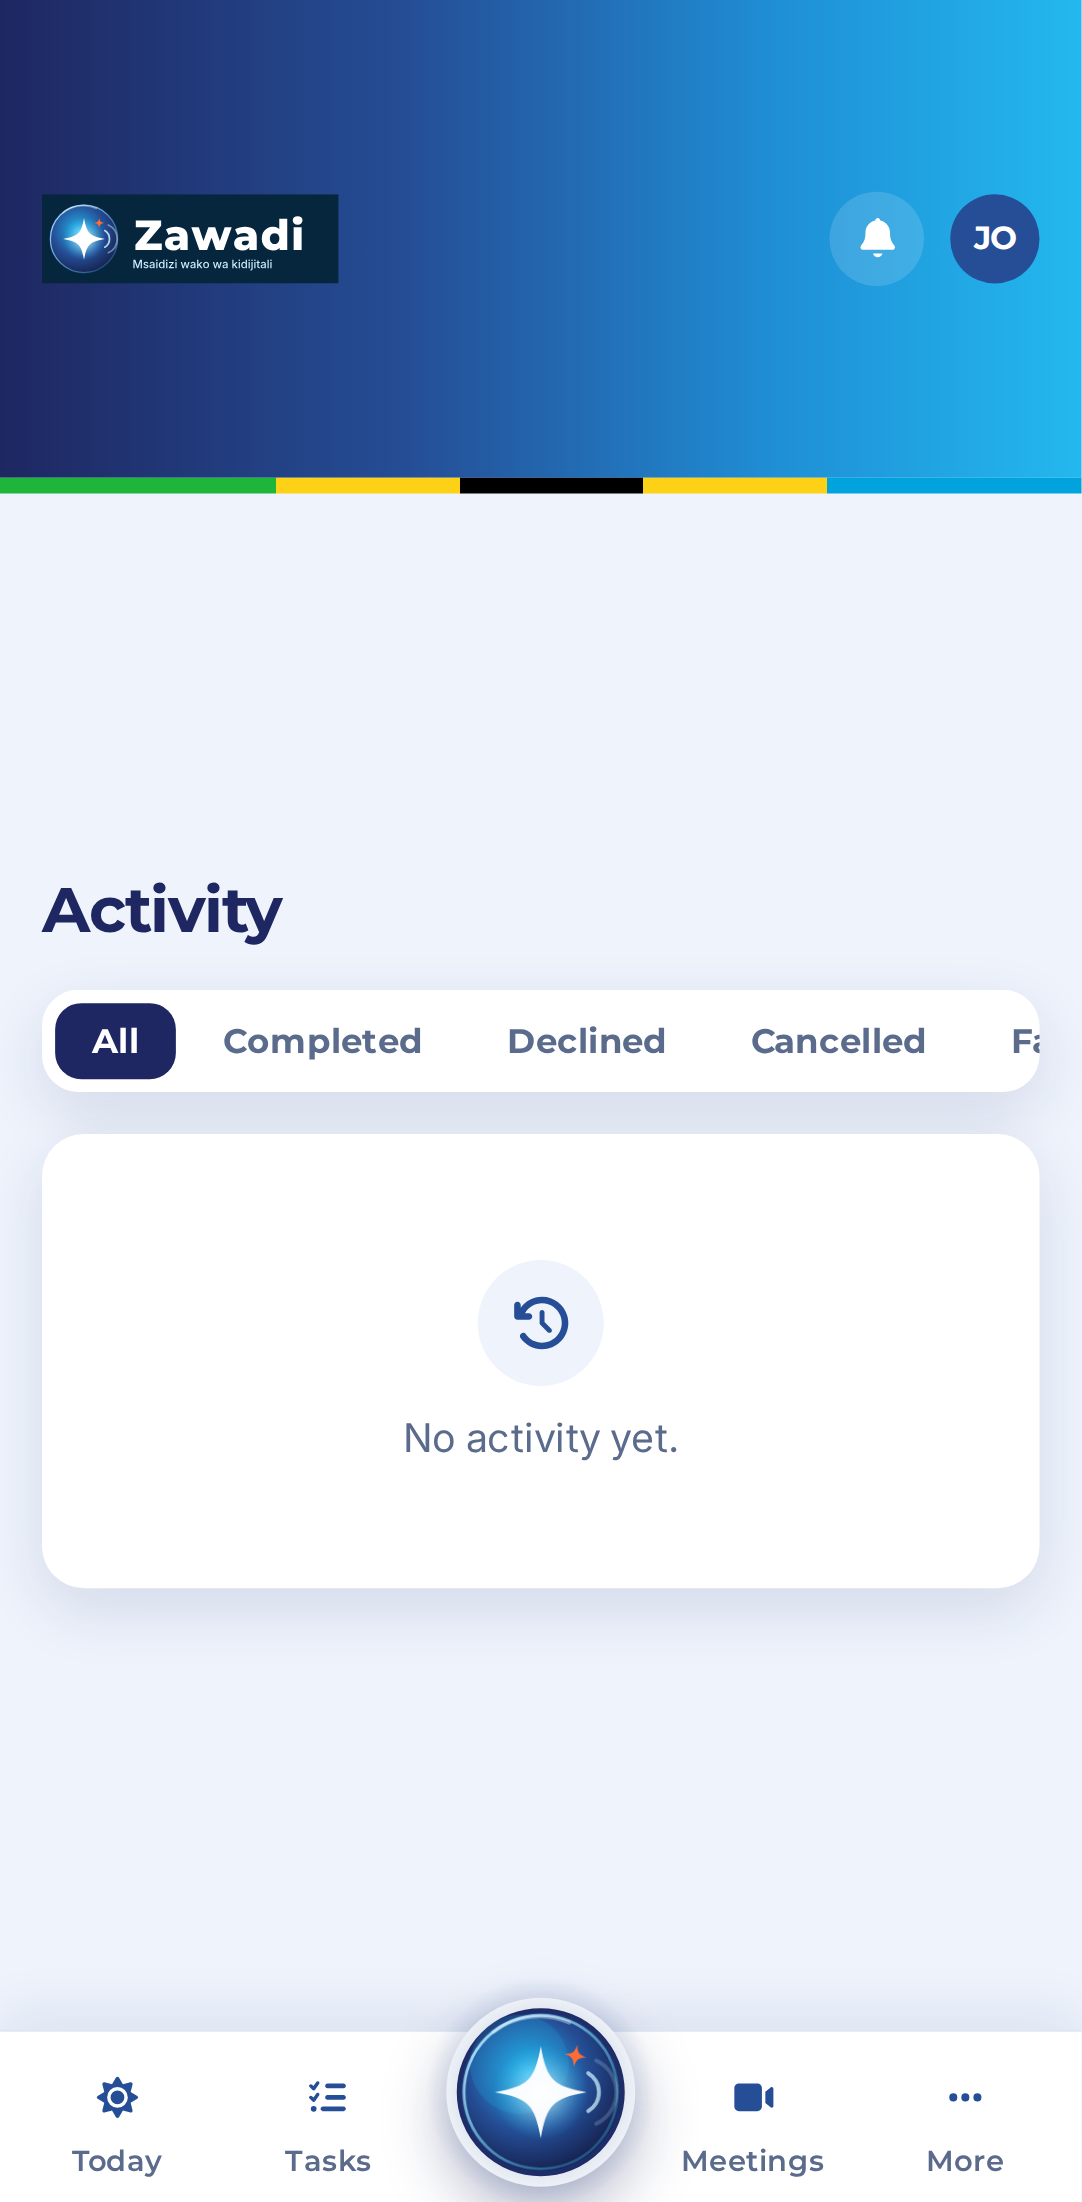 Zawadi
Msaidizi wako wa kidijitali
JO
Activity
All Completed Declined Cancelled
No activity yet.
Today Tasks Meetings More